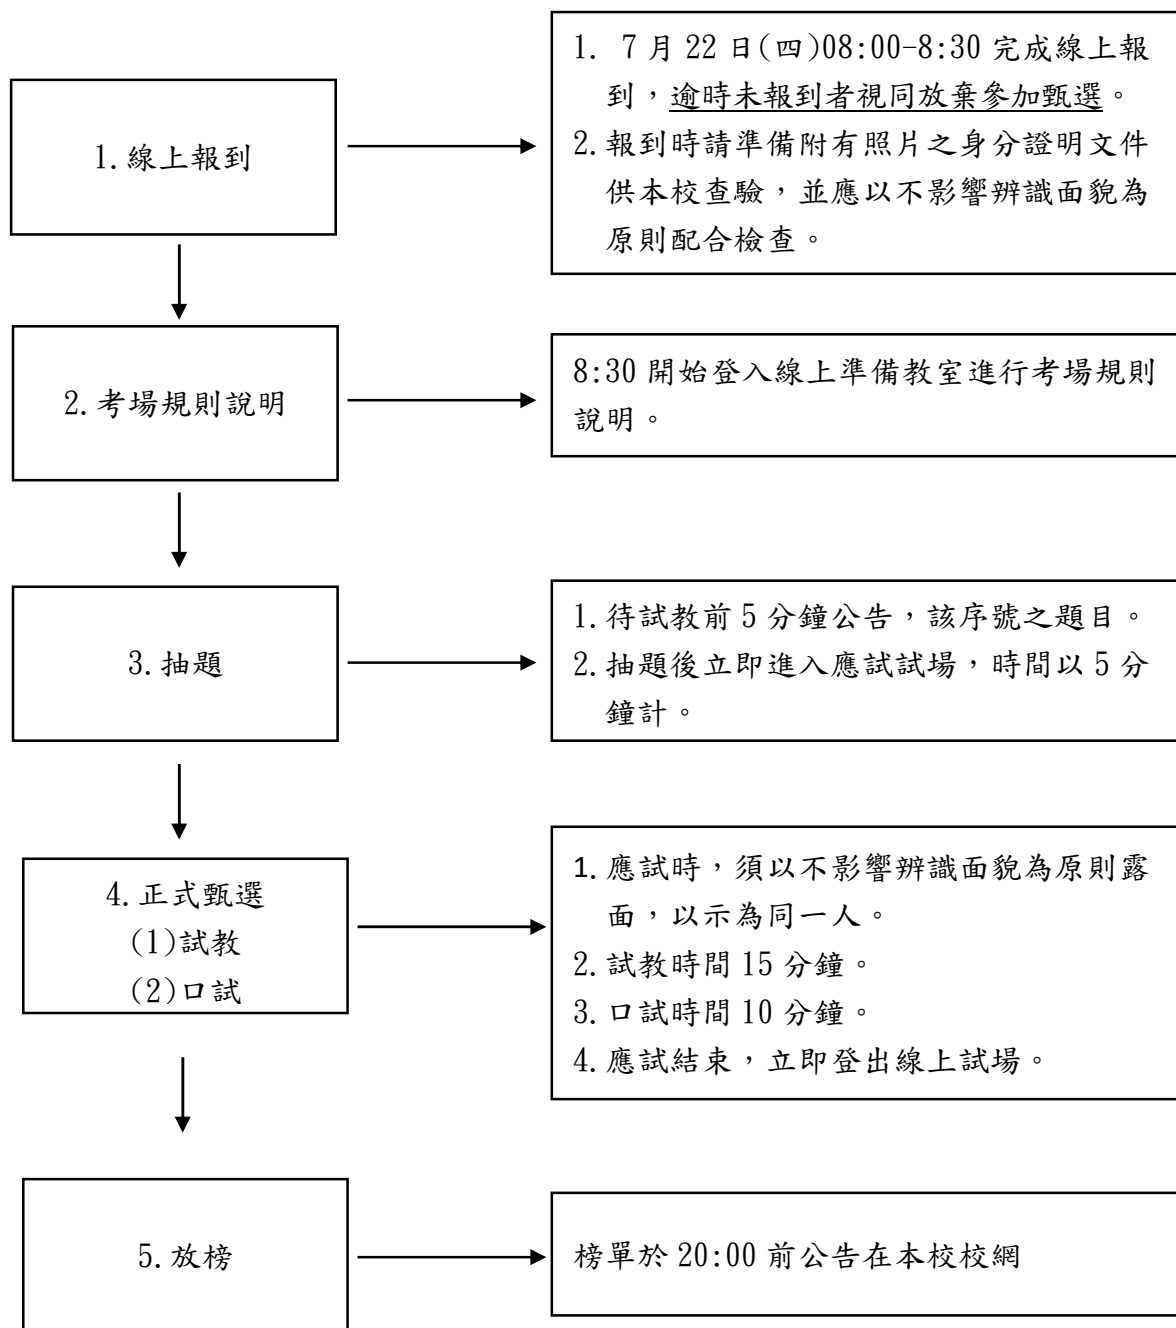 1.線上報到
1. 7月22日(四)08:00-8:30完成線上報
到，逾時未報到者視同放棄參加甄選。
2.報到時請準備附有照片之身分證明文件
供本校查驗，並應以不影響辨識面貌為
原則配合檢查。
2.考場規則說明
8:30開始登入線上準備教室進行考場規則
說明。
3.抽題
1.待試教前5分鐘公告，該序號之題目。
2.抽題後立即進入應試試場，時間以5分
鐘計。
4.正式甄選
(1)試教
(2)口試
1.應試時，須以不影響辨識面貌為原則露
面，以示為同一人。
2.試教時間15分鐘。
3.口試時間10分鐘。
4.應試結束，立即登出線上試場。
5.放榜
榜單於20:00前公告在本校校網